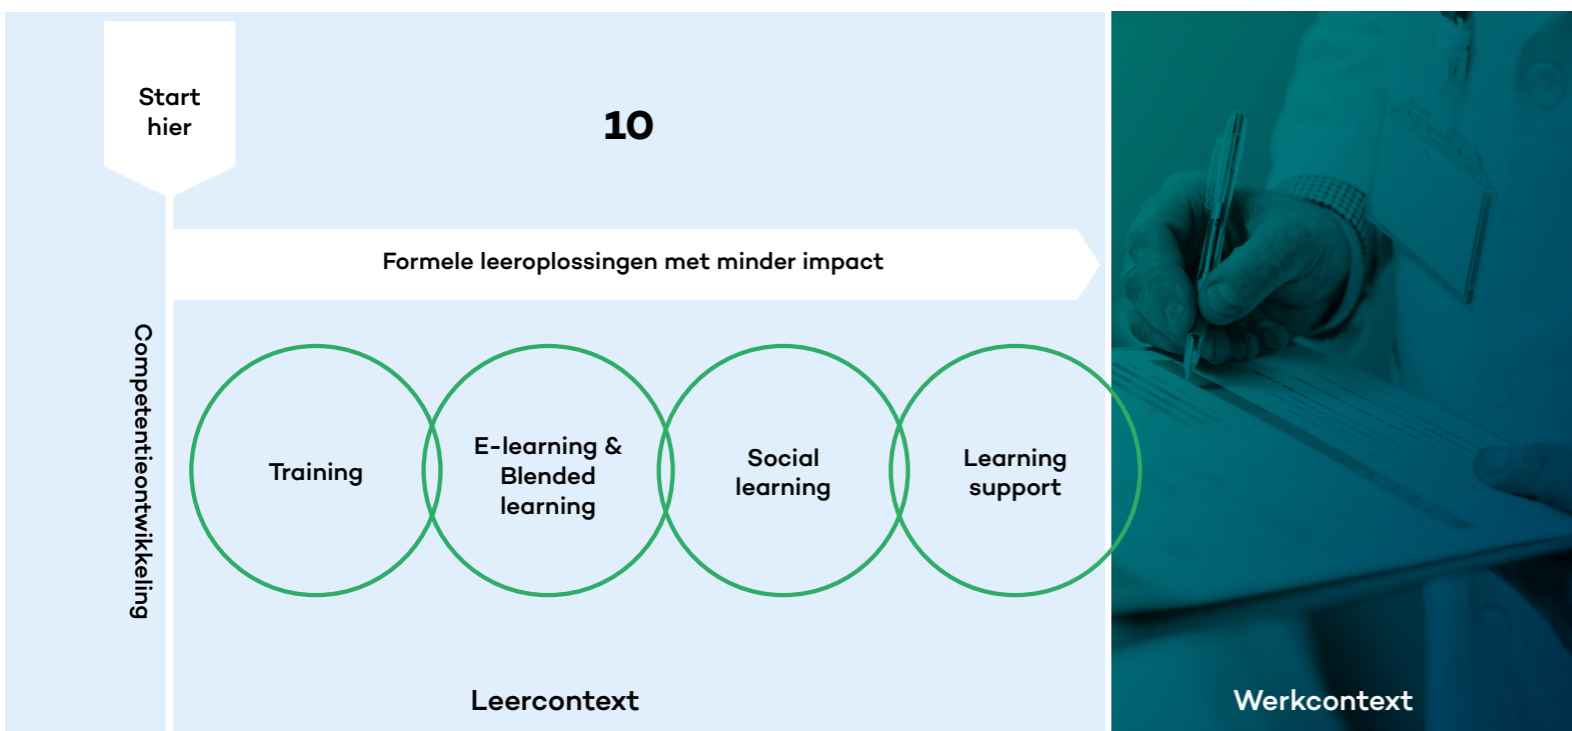 Start
hier
10
Formele leeroplossingen met minder impact
Competentieontwikkeling
Training
E-learning &
Blended
learning
Social
learning
Learning
support
Leercontext
Werkcontext